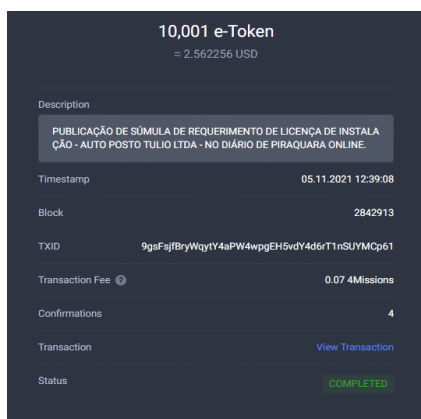 10,001 e-Token
≈ 2.562256 USD
Description
PUBLICAÇÃO DE SÚMULA DE REQUERIMENTO DE LICENÇA DE INSTALA
ÇÃO - AUTO POSTO TULIO LTDA - NO DIÁRIO DE PIRAQUARA ONLINE.
Timestamp 05.11.2021 12:39:08
Block 2842913
TXID 9gsFsjfBryWqytY4aPW4wpgEH5vdY4d6rT1nSUYMCp61
Transaction Fee ? 0.07 4Missions
Confirmations 4
Transaction View Transaction
Status COMPLETED